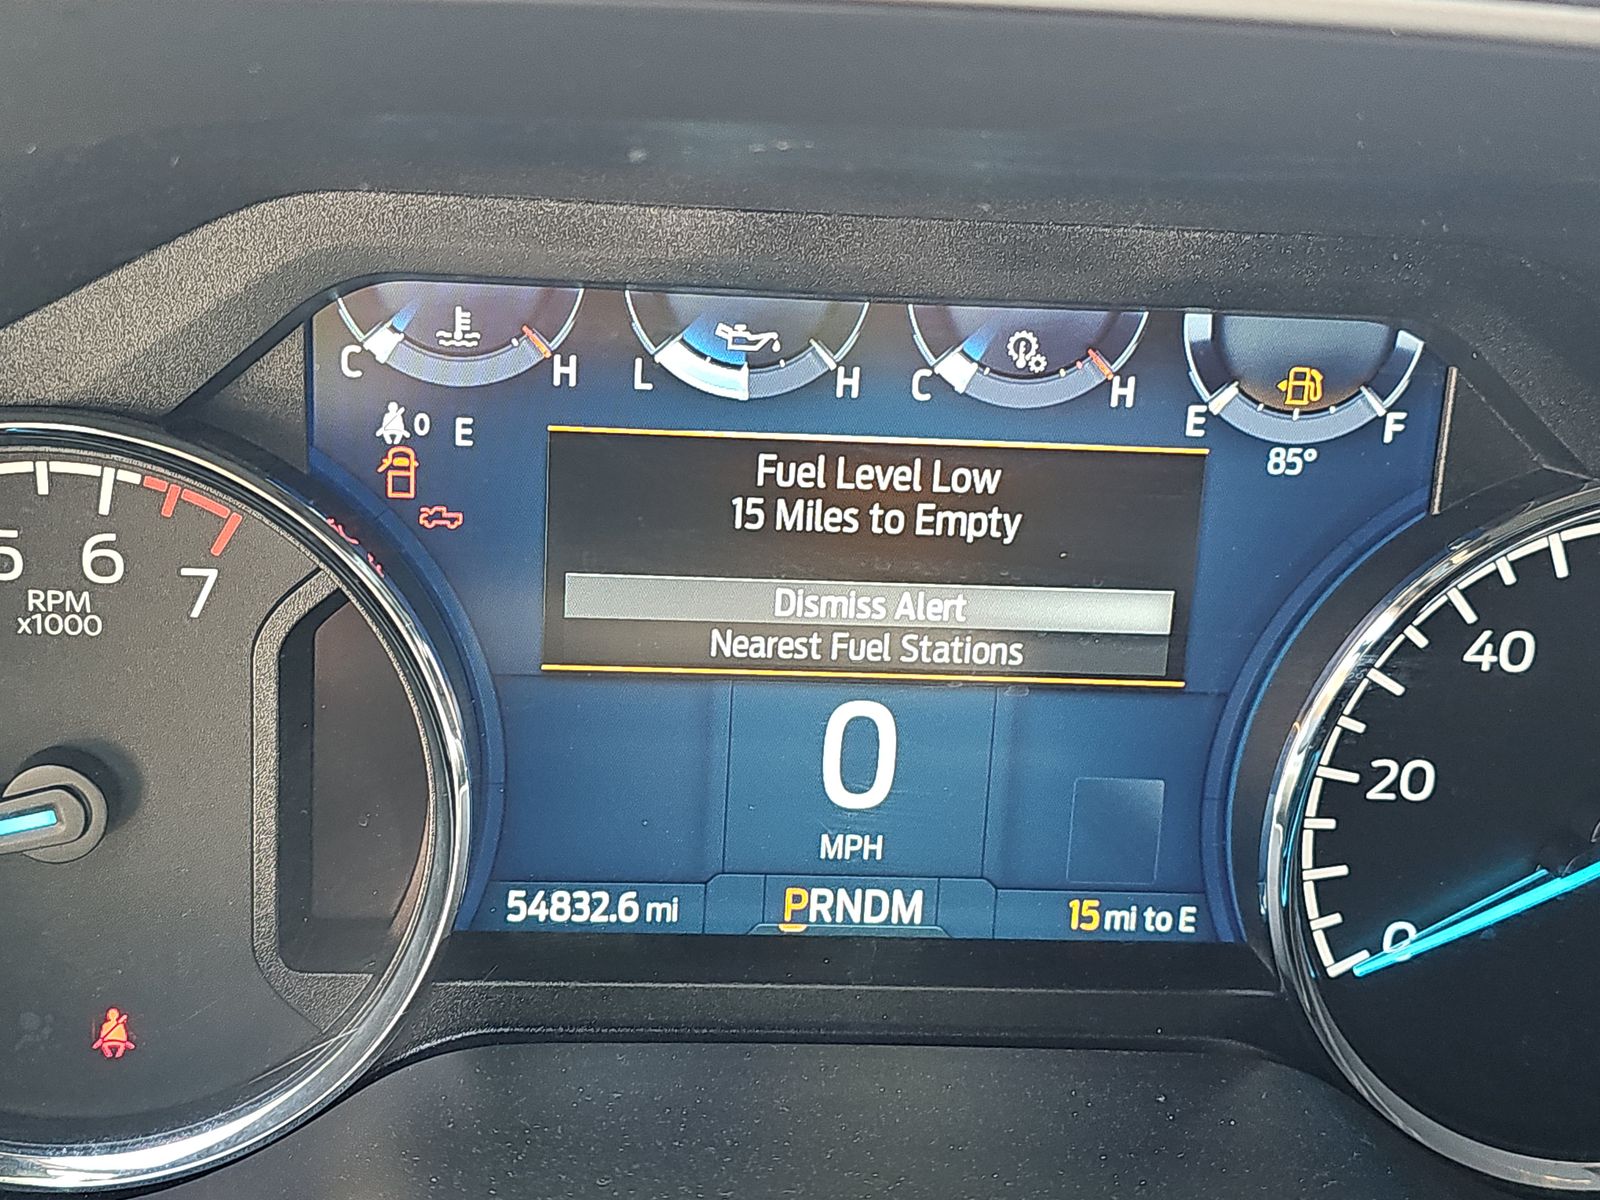 C H L H C H E F
0 E
85°
Fuel Level Low
15 Miles to Empty
Dismiss Alert
Nearest Fuel Stations
5 6 7
RPM
x1000
40
20
0
0
MPH
54832.6 mi
PRNDM
15 mi to E